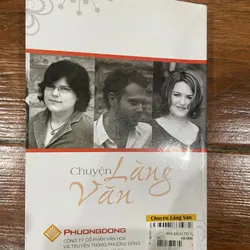 Chuyện Làng Văn
PHUONGDONG
CÔNG TY CỔ PHẦN VĂN HÓA
VÀ TRUYỀN THÔNG PHƯƠNG ĐÔNG
Chuyện Làng Văn